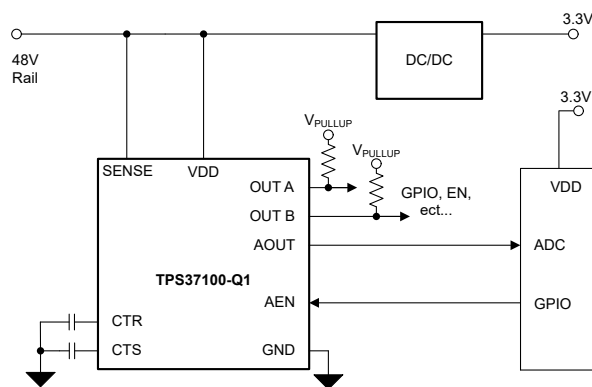 3.3V
48V
Rail
DC/DC
3.3V
VPULLUP
VPULLUP
SENSE
VDD
VDD
OUT A
GPIO, EN,
ect...
OUT B
AOUT
ADC
TPS37100-Q1
AEN
GPIO
CTR
CTS
GND